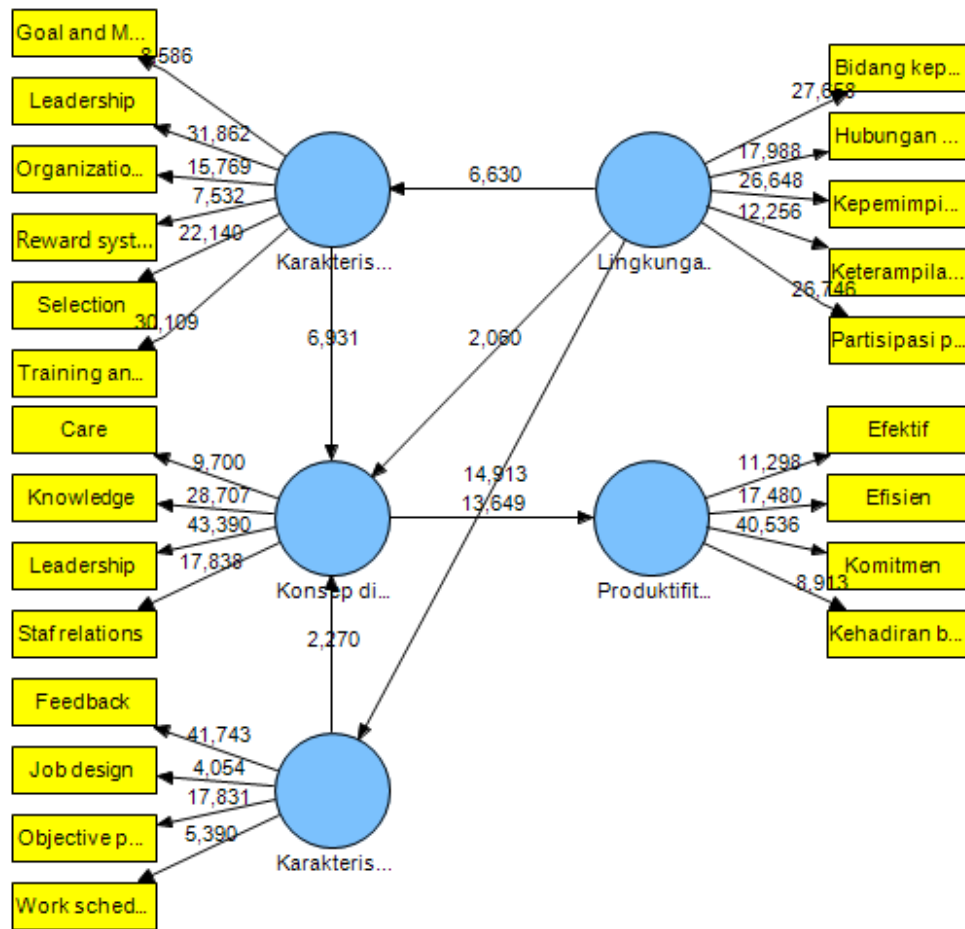 Goal and M...
8,586
Leadership
31,862
Organizatio...
15,769
Reward syst...
7,532
Selection
22,140
Training an...
30,109
Karakteris...
6,630
Lingkunga..
Bidang kep...
27,658
Hubungan ...
17,988
Kepemimpi...
26,648
Keterampila...
12,256
Partisipasi p...
26,746
6,931
2,060
Care
9,700
Knowledge
28,707
Leadership
43,390
Staf relations
17,838
Konsep di...
14,913
13,649
Produktifit...
Efektif
11,298
Efisien
17,480
Komitmen
40,536
Kehadiran b...
8,913
2,270
Feedback
41,743
Job design
4,054
Objective p...
17,831
Work sched...
5,390
Karakteris...